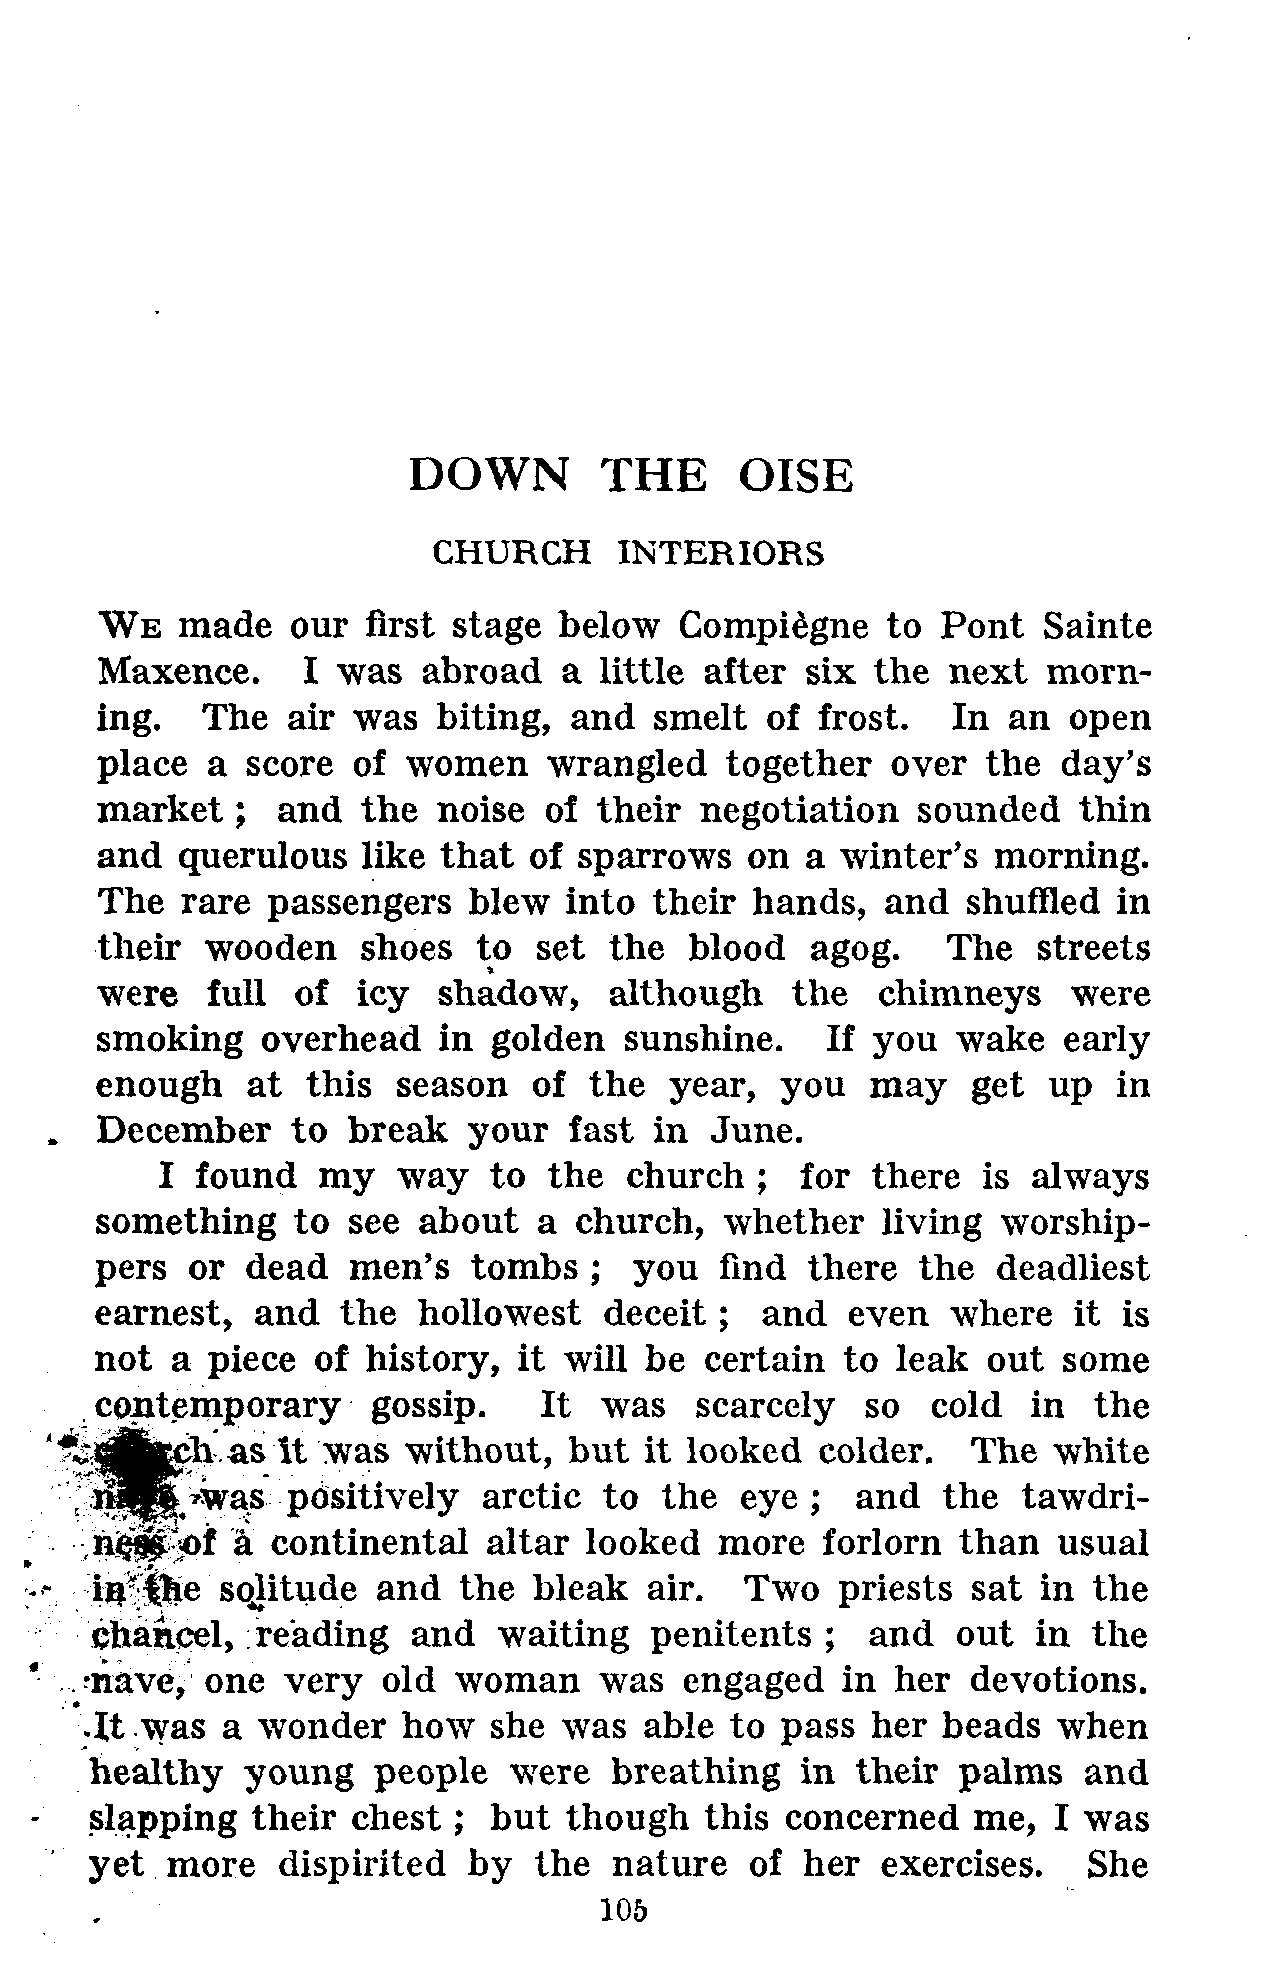 DOWN THE OISE
CHURCH INTERIORS
WE made our first stage below Compiègne to Pont Sainte
Maxence. I was abroad a little after six the next morn-
ing. The air was biting, and smelt of frost. In an open
place a score of women wrangled together over the day's
market ; and the noise of their negotiation sounded thin
and querulous like that of sparrows on a winter's morning.
The rare passengers blew into their hands, and shuffled in
their wooden shoes to set the blood agog. The streets
were full of icy shadow, although the chimneys were
smoking overhead in golden sunshine. If you wake early
enough at this season of the year, you may get up in
December to break your fast in June.
I found my way to the church ; for there is always
something to see about a church, whether living worship-
pers or dead men's tombs ; you find there the deadliest
earnest, and the hollowest deceit ; and even where it is
not a piece of history, it will be certain to leak out some
contemporary gossip. It was scarcely so cold in the
church as it was without, but it looked colder. The white
nave was positively arctic to the eye ; and the tawdri-
ness of a continental altar looked more forlorn than usual
in the solitude and the bleak air. Two priests sat in the
chancel, reading and waiting penitents ; and out in the
nave, one very old woman was engaged in her devotions.
It was a wonder how she was able to pass her beads when
healthy young people were breathing in their palms and
slapping their chest ; but though this concerned me, I was
yet more dispirited by the nature of her exercises. She
105